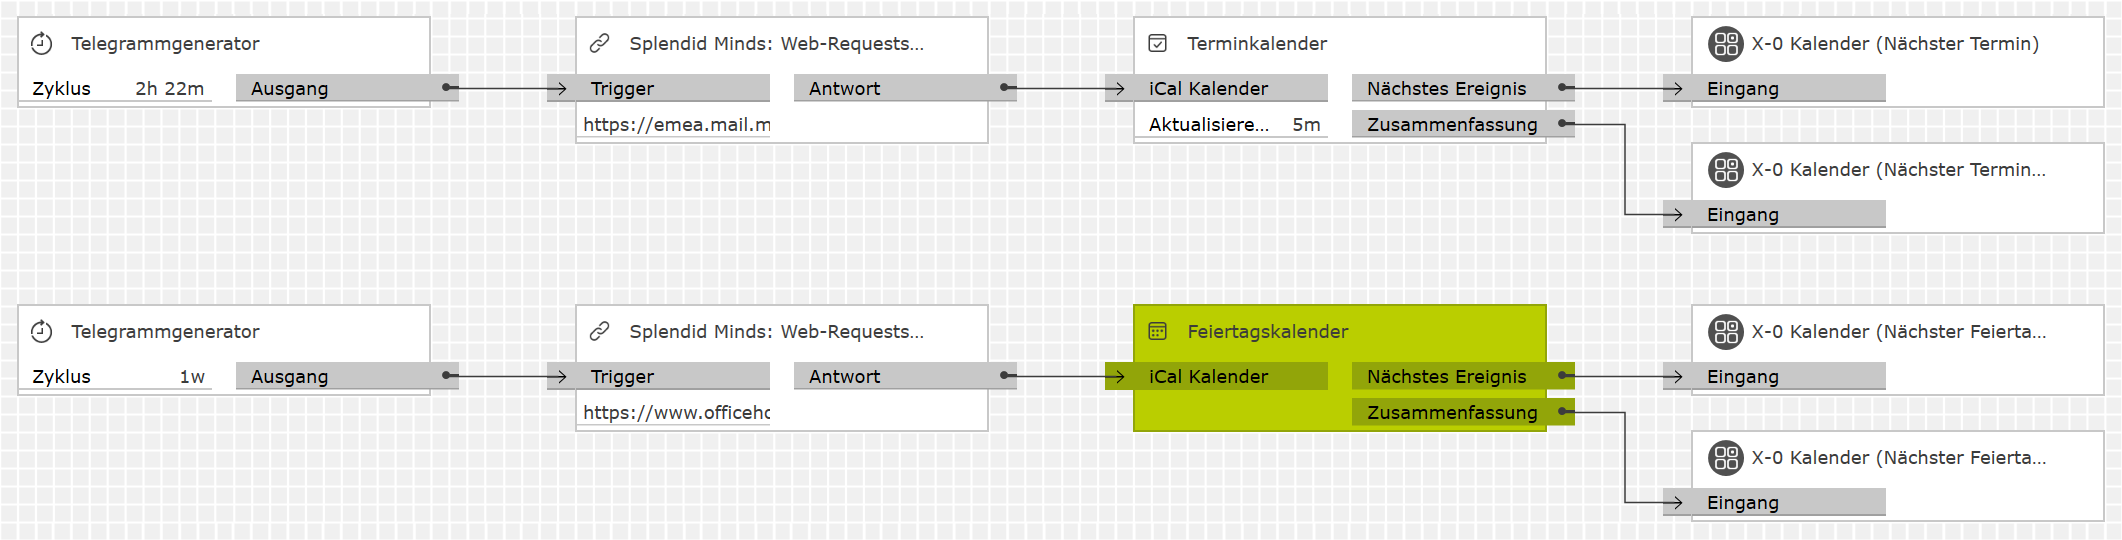 Telegrammgenerator
Zyklus 2h 22m Ausgang
Splendid Minds: Web-Requests...
Trigger Antwort
https://emea.mail.m
Terminkalender
iCal Kalender Nächstes Ereignis
Aktualisiere... 5m Zusammenfassung
X-0 Kalender (Nächster Termin)
Eingang
X-0 Kalender (Nächster Termin...
Eingang
Telegrammgenerator
Zyklus 1w Ausgang
Splendid Minds: Web-Requests...
Trigger Antwort
https://www.officeho
Feiertagskalender
iCal Kalender Nächstes Ereignis
Zusammenfassung
X-0 Kalender (Nächster Feierta...
Eingang
X-0 Kalender (Nächster Feierta...
Eingang